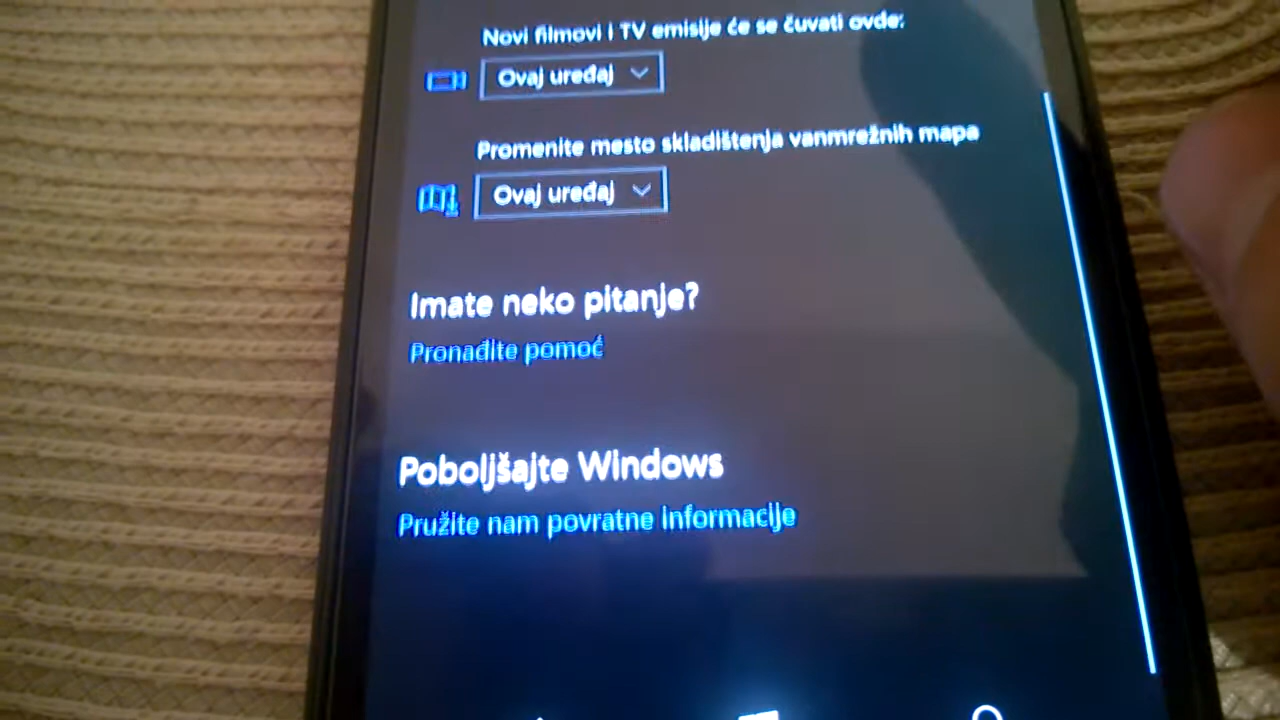 Novi filmovi i TV emisije će se čuvati ovde:
Ovaj uređaj
Promenite mesto skladištenja vanmrežnih mapa
Ovaj uređaj
Imate neko pitanje?
Pronađite pomoć
Poboljšajte Windows
Pružite nam povratne informacije